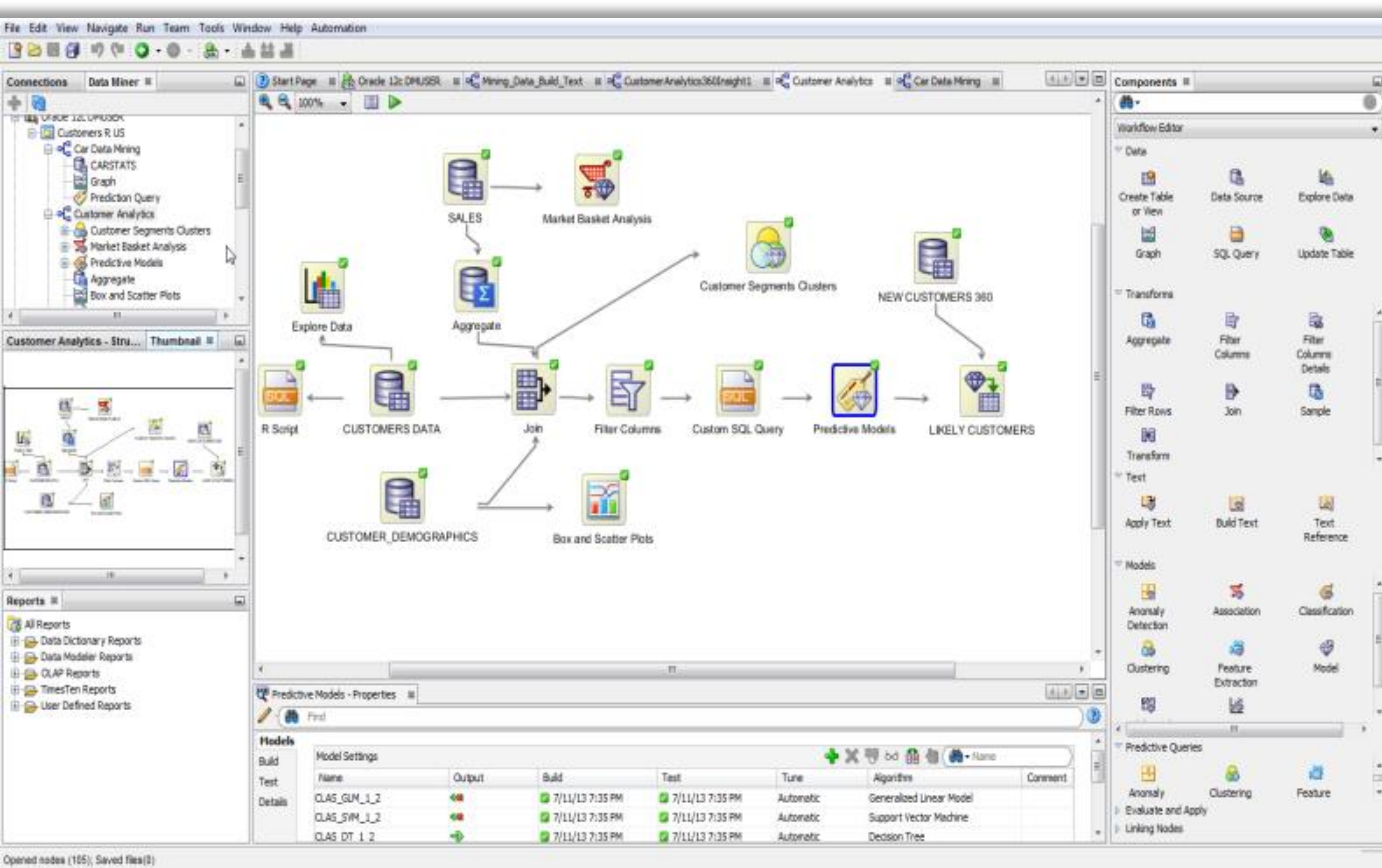 File Edit View Navigate Run Team Tools Window Help Automation
Connections Data Miner
Customers R US
Car Data Mining
CARSTATS
Graph
Prediction Query
Customer Analytics
Customer Segments Clusters
Market Basket Analysis
Predictive Models
Aggregate
Box and Scatter Plots
Customer Analytics - Stru... Thumbnail
Reports
All Reports
Data Dictionary Reports
Data Modeler Reports
OLAP Reports
TimesTen Reports
User Defined Reports
Start Page Oracle 12c DMUSER Mining_Data_Build_Text CustomerAnalytics360Insight1 Customer Analytics Car Data Mining
100%
SALES
Market Basket Analysis
Customer Segments Clusters
NEW CUSTOMERS 360
Explore Data
Aggregate
SQL
R Script
CUSTOMERS DATA
Join
Filter Columns
SQL
Custom SQL Query
Predictive Models
LIKELY CUSTOMERS
CUSTOMER_DEMOGRAPHICS
Box and Scatter Plots
Predictive Models - Properties
Find
Models
Build
Test
Details
Model Settings
Name
Name Output Build Test Tune Algorithm Comment
CLAS_GLM_1_2 7/11/13 7:35 PM 7/11/13 7:35 PM Automatic Generalized Linear Model
CLAS_SVM_1_2 7/11/13 7:35 PM 7/11/13 7:35 PM Automatic Support Vector Machine
CLAS_DT_1_2 7/11/13 7:35 PM 7/11/13 7:35 PM Automatic Decision Tree
Components
Workflow Editor
Data
Create Table or View
Data Source
Explore Data
Graph
SQL Query
Update Table
Transforms
Aggregate
Filter Columns
Filter Columns Details
Filter Rows
Join
Sample
Transform
Text
Apply Text
Build Text
Text Reference
Models
Anomaly Detection
Association
Classification
Clustering
Feature Extraction
Model
Predictive Queries
Anomaly
Clustering
Feature
Evaluate and Apply
Linking Nodes
Opened nodes (105); Saved files(0)